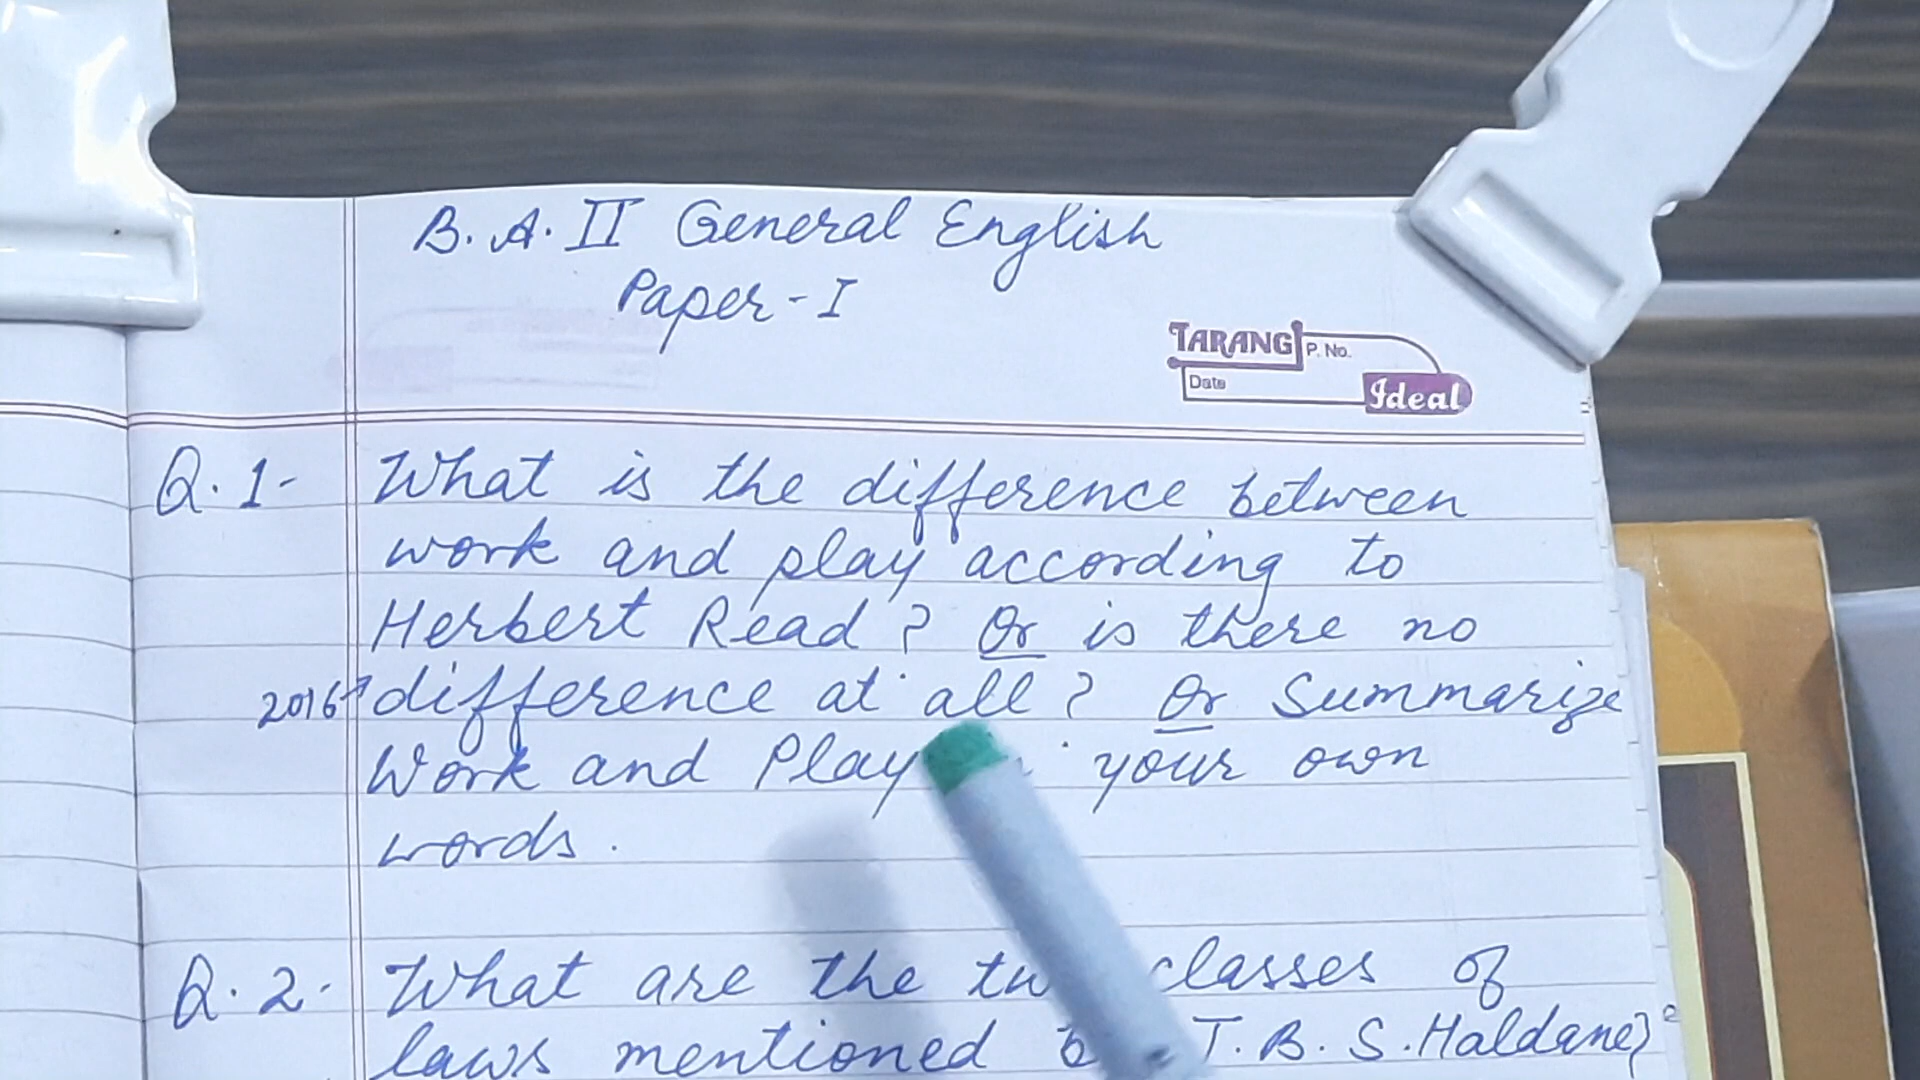 B. A. II General English
Paper - I
TARANG P. No.
Date Ideal
Q. 1- What is the difference between
work and play according to
Herbert Read? Or is there no
2016 difference at all? Or Summarize
Work and Play your own
words.
Q. 2- What are the classes of
laws mentioned J. B. S. Haldane?